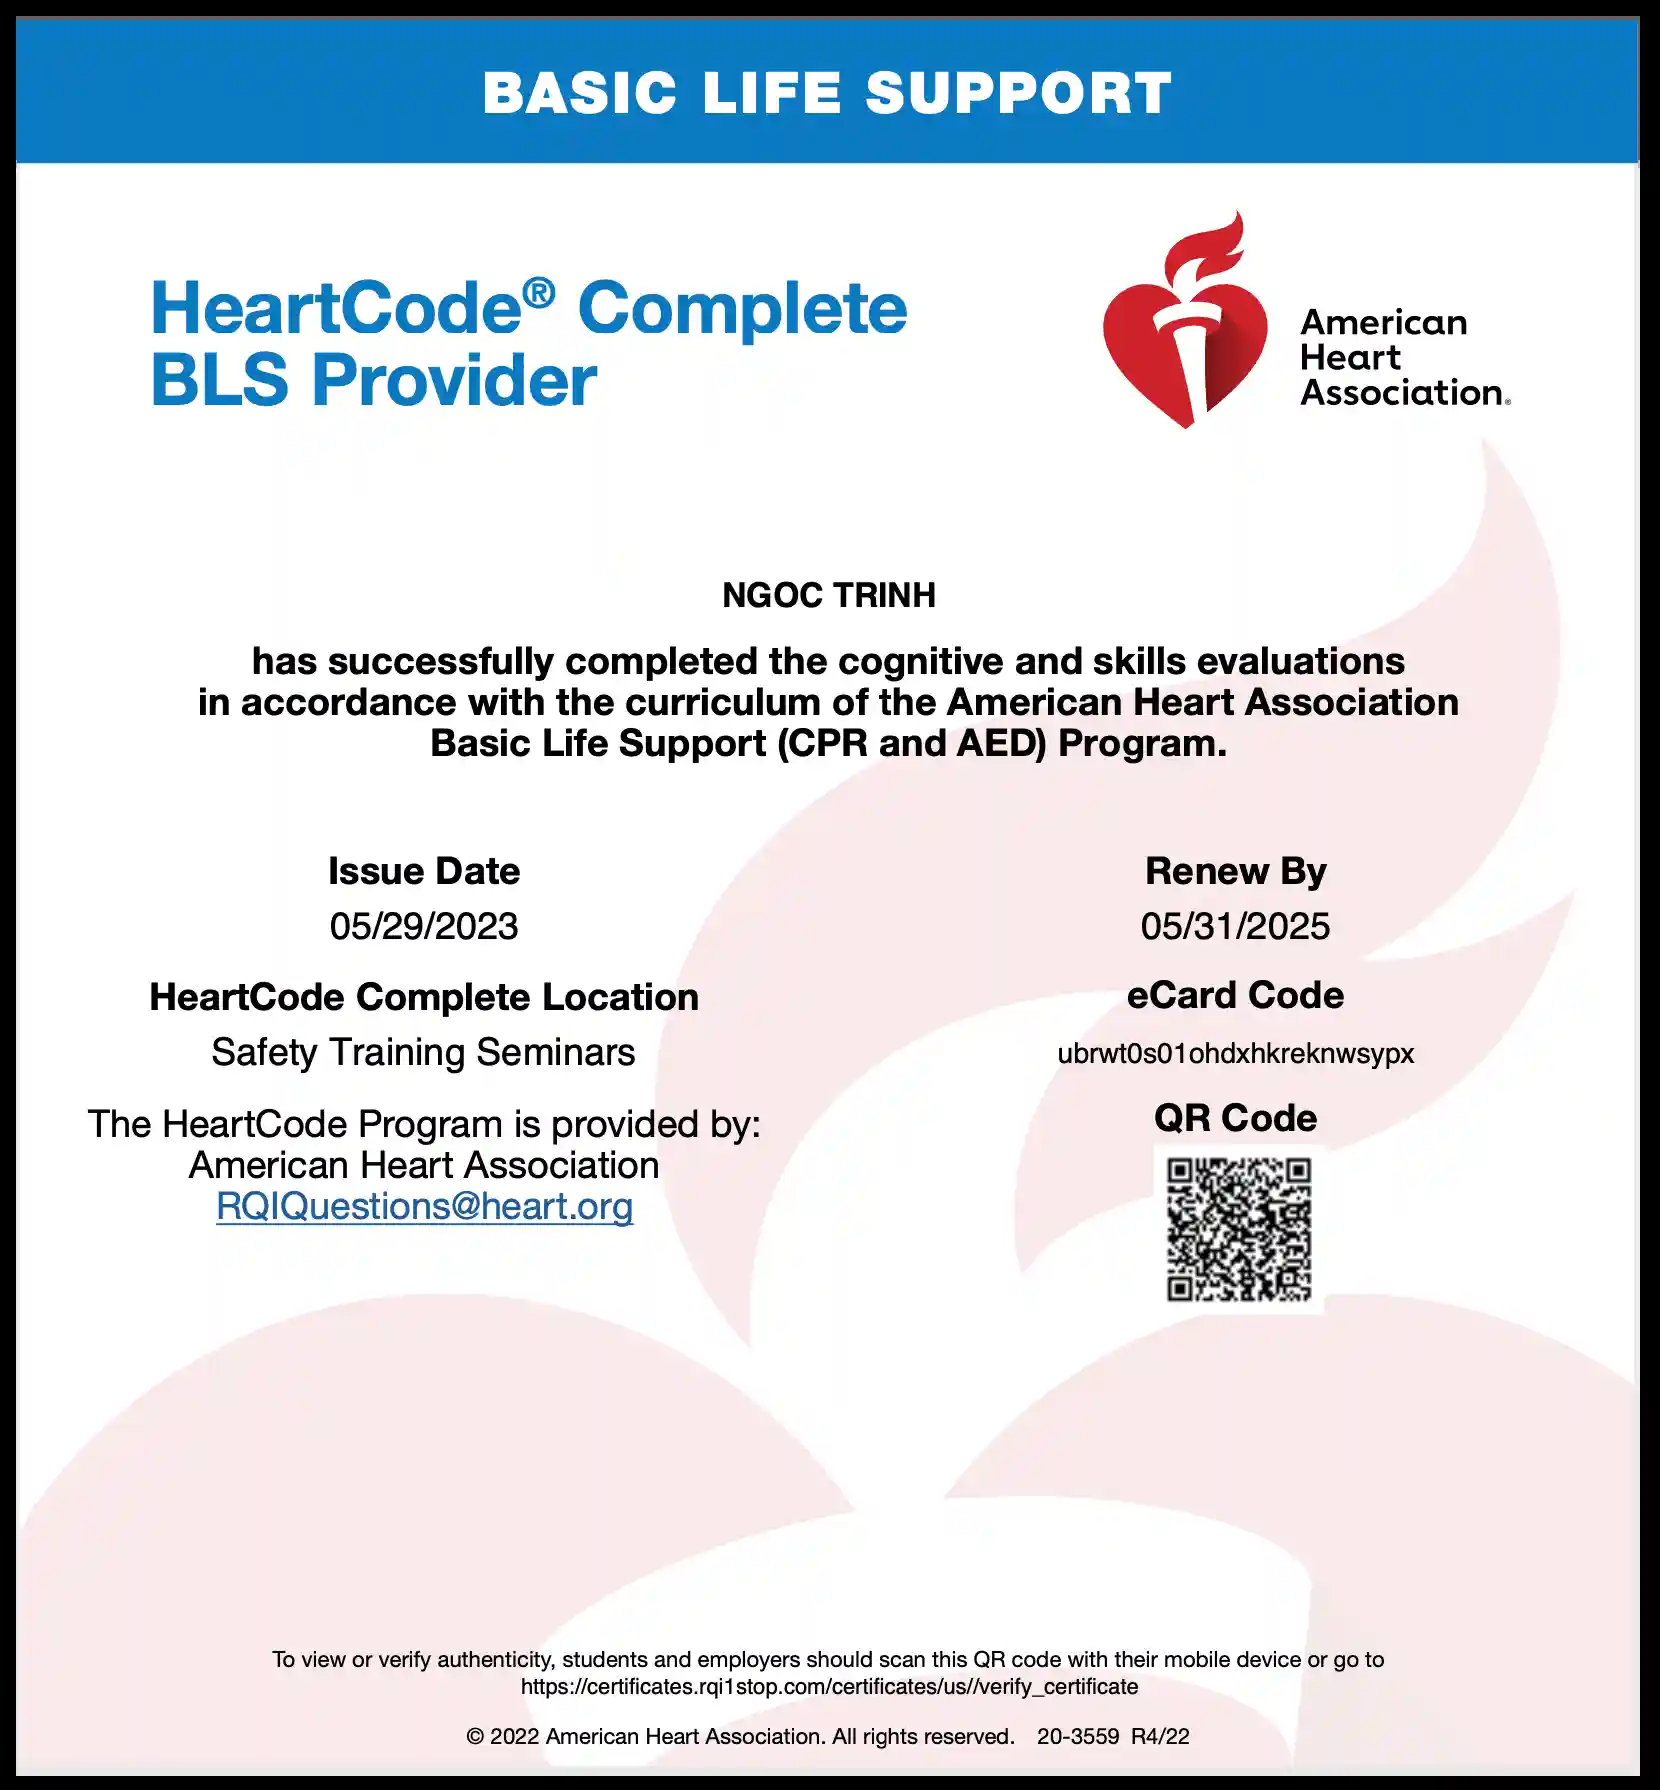 BASIC LIFE SUPPORT
HeartCode® Complete
BLS Provider
American
Heart
Association®
NGOC TRINH
has successfully completed the cognitive and skills evaluations
in accordance with the curriculum of the American Heart Association
Basic Life Support (CPR and AED) Program.
Issue Date
05/29/2023
HeartCode Complete Location
Safety Training Seminars
The HeartCode Program is provided by:
American Heart Association
RQIQuestions@heart.org
Renew By
05/31/2025
eCard Code
ubrwt0s01ohdxhkreknwsypx
QR Code
To view or verify authenticity, students and employers should scan this QR code with their mobile device or go to
https://certificates.rqi1stop.com/certificates/us//verify_certificate
© 2022 American Heart Association. All rights reserved. 20-3559 R4/22